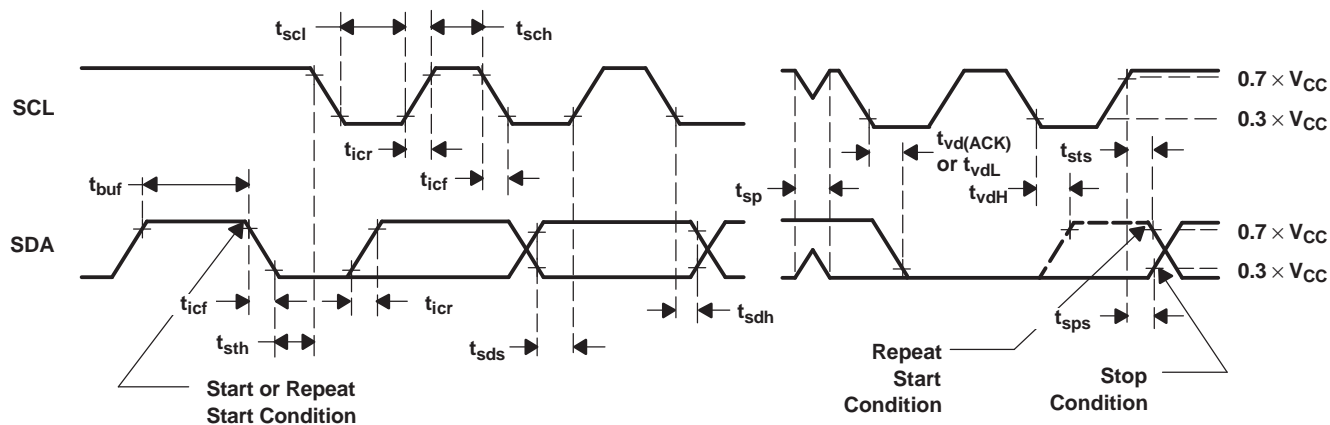 tscl
tsch
SCL
0.7 × VCC
0.3 × VCC
ticr
ticf
tvd(ACK)
or tvdL
tsts
tbuf
tsp
tvdH
SDA
0.7 × VCC
0.3 × VCC
ticf
ticr
tsdh
tsps
tsth
tsds
Start or Repeat
Start Condition
Repeat
Start
Condition
Stop
Condition